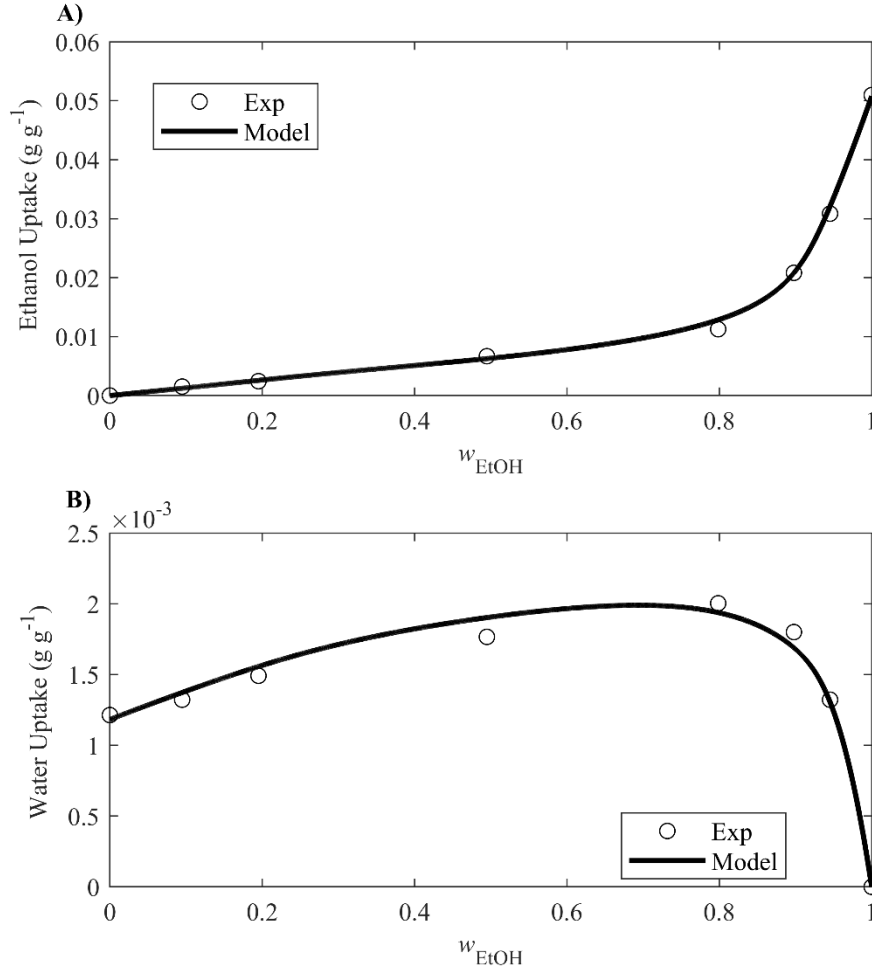 A)
0.06
0.05
0.04
0.03
0.02
0.01
0
Ethanol Uptake (g g⁻¹)
Exp
Model
0 0.2 0.4 0.6 0.8 1
w_EtOH
B)
×10⁻³
2.5
2
1.5
1
0.5
0
Water Uptake (g g⁻¹)
Exp
Model
0 0.2 0.4 0.6 0.8 1
w_EtOH